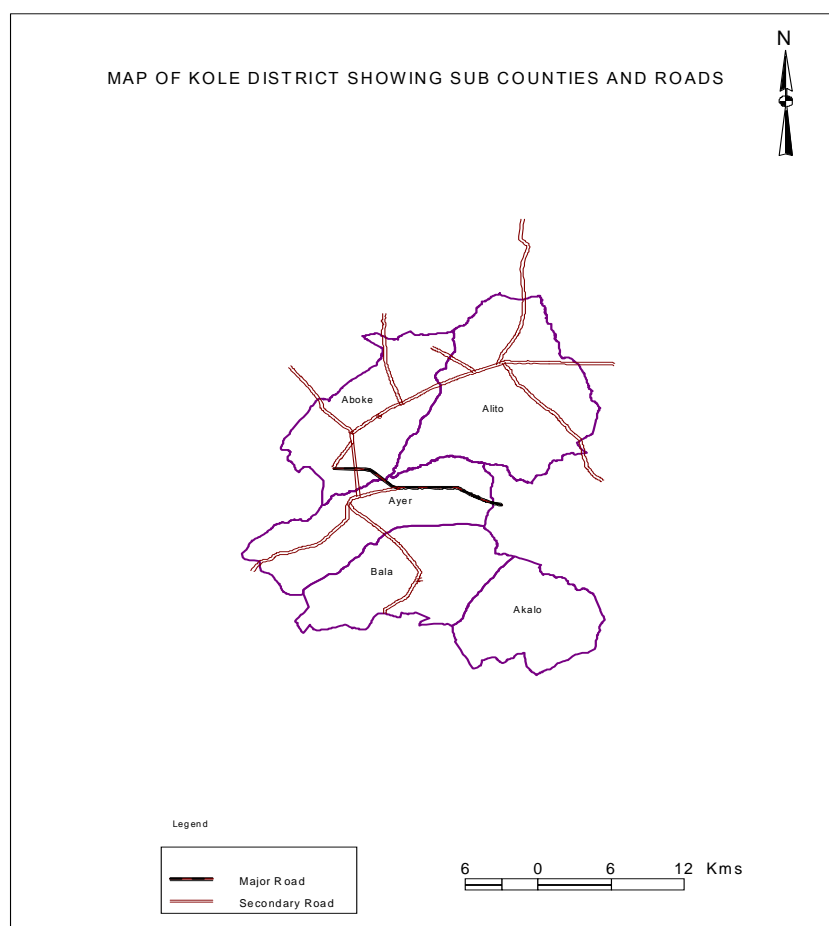 N
MAP OF KOLE DISTRICT SHOWING SUB COUNTIES AND ROADS
Aboke
Alito
Ayer
Bala
Akalo
Legend
Major Road
Secondary Road
6 0 6 12 Kms